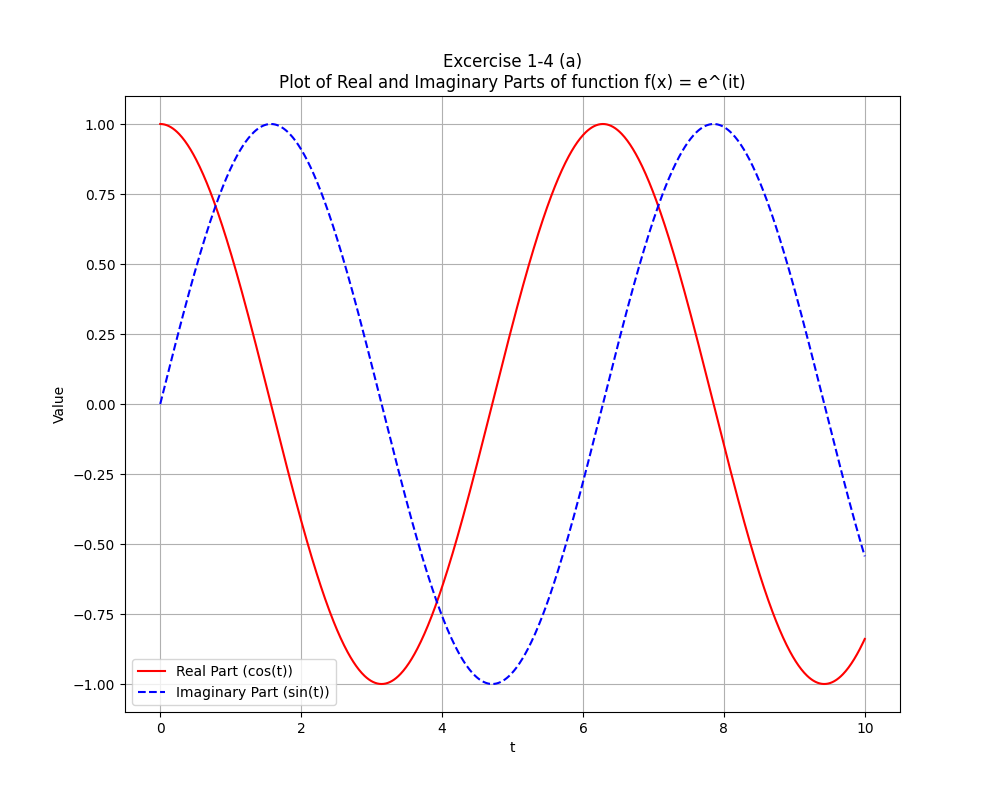 Excercise 1-4 (a)
Plot of Real and Imaginary Parts of function f(x) = e^(it)
1.00
0.75
0.50
0.25
0.00
−0.25
−0.50
−0.75
−1.00
Value
Real Part (cos(t))
Imaginary Part (sin(t))
0 2 4 6 8 10
t